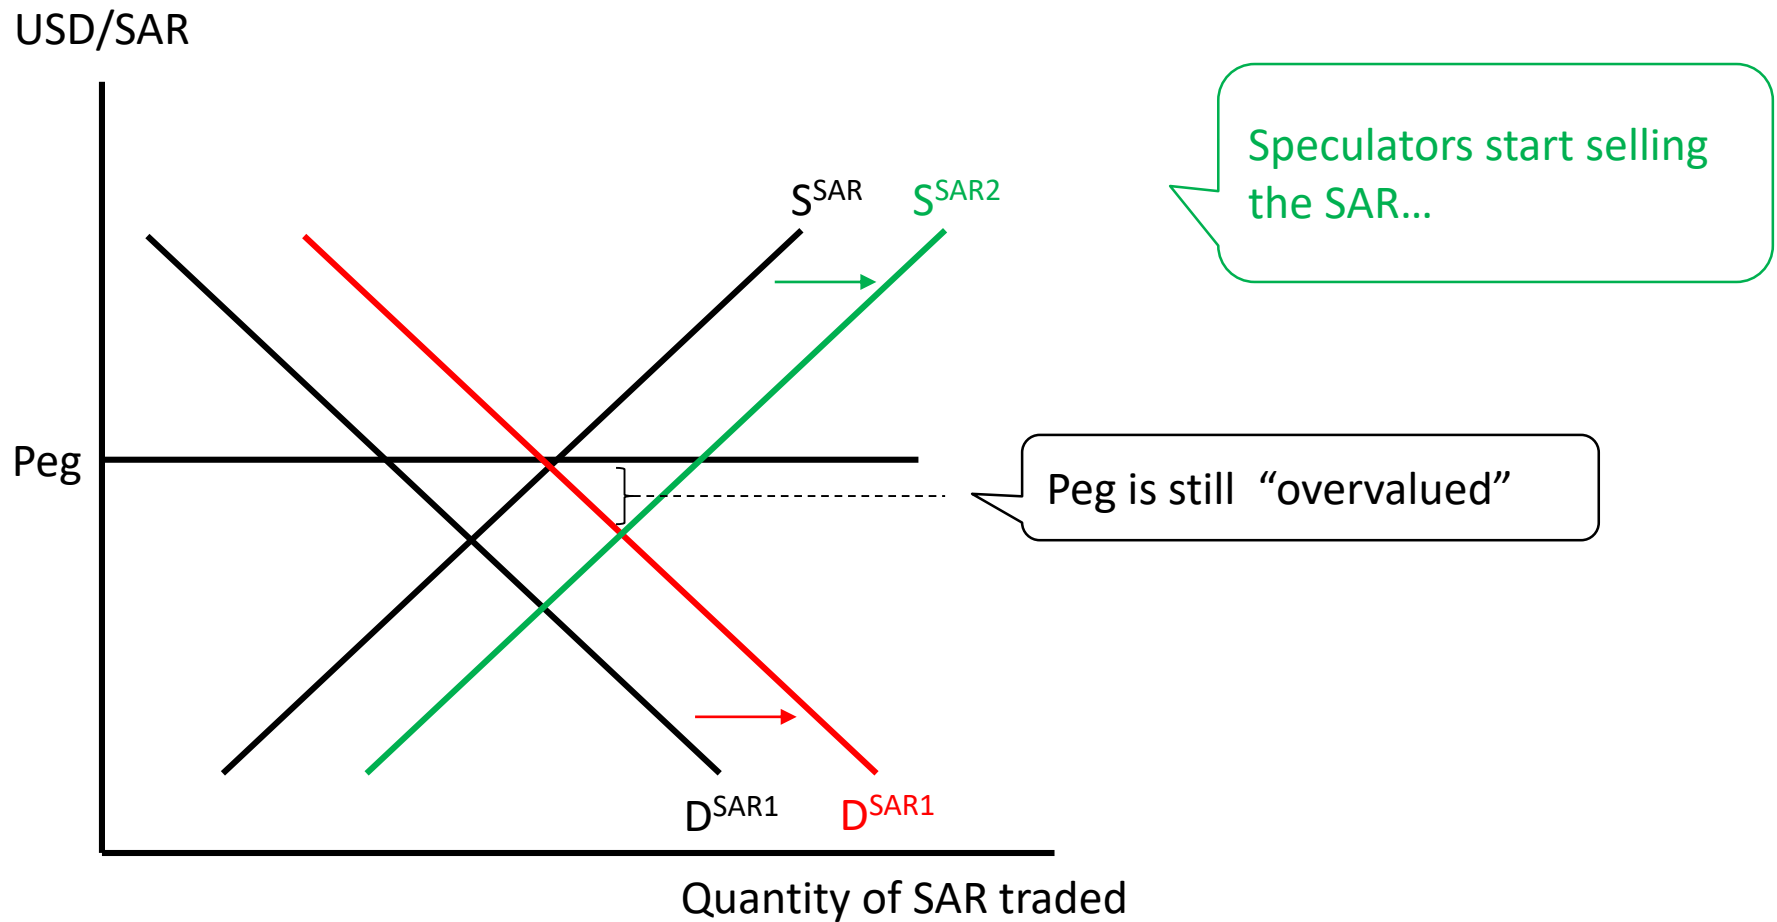 USD/SAR
Speculators start selling
the SAR...
S^SAR
S^SAR2
Peg
Peg is still “overvalued”
D^SAR1
D^SAR1
Quantity of SAR traded